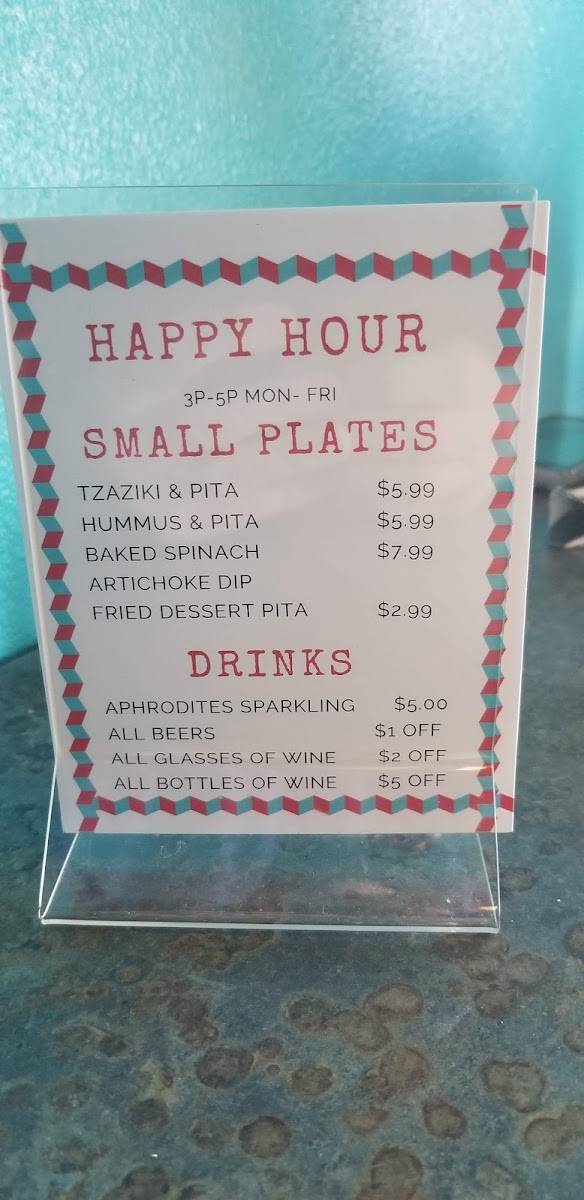 HAPPY HOUR
3P-5P MON- FRI
SMALL PLATES
TZAZIKI & PITA $5.99
HUMMUS & PITA $5.99
BAKED SPINACH $7.99
ARTICHOKE DIP
FRIED DESSERT PITA $2.99
DRINKS
APHRODITES SPARKLING $5.00
ALL BEERS $1 OFF
ALL GLASSES OF WINE $2 OFF
ALL BOTTLES OF WINE $5 OFF